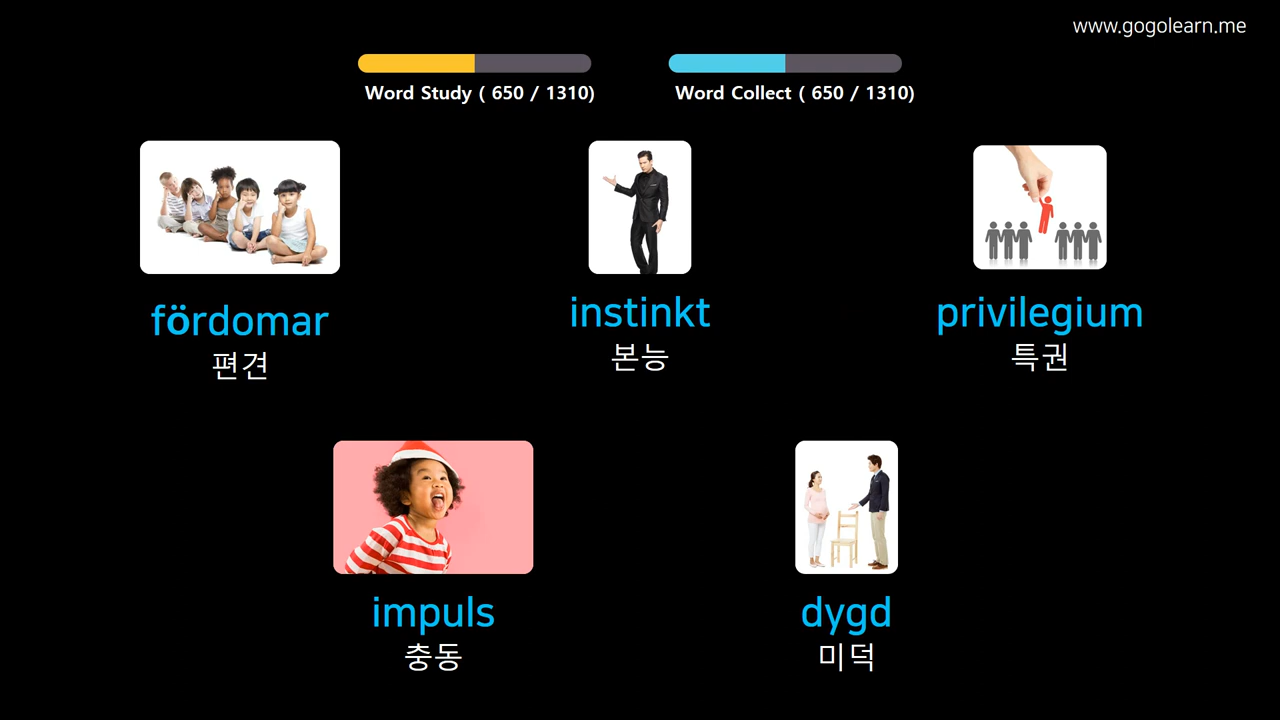 www.gogolearn.me
Word Study ( 650 / 1310)
Word Collect ( 650 / 1310)
fördomar
편견
instinkt
본능
privilegium
특권
impuls
충동
dygd
미덕